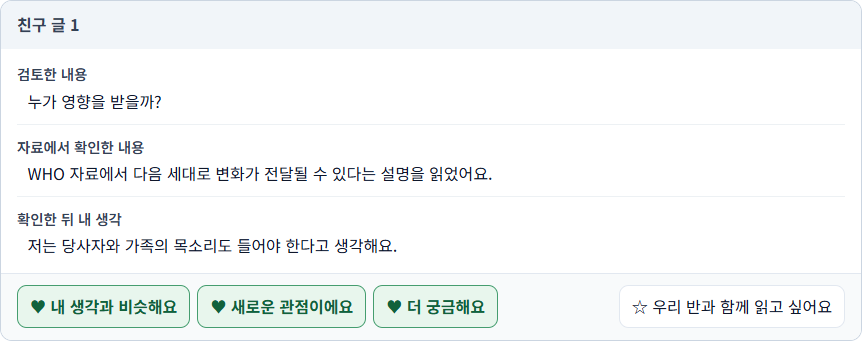 친구 글 1
검토한 내용
누가 영향을 받을까?
자료에서 확인한 내용
WHO 자료에서 다음 세대로 변화가 전달될 수 있다는 설명을 읽었어요.
확인한 뒤 내 생각
저는 당사자와 가족의 목소리도 들어야 한다고 생각해요.
♥ 내 생각과 비슷해요 ♥ 새로운 관점이에요 ♥ 더 궁금해요 ☆ 우리 반과 함께 읽고 싶어요